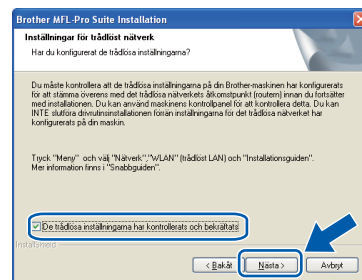 Brother MFL-Pro Suite Installation
Inställingar för trådlöst nätverk
Har du konfigurerat de trådlösa inställningarna?
Du måste kontrollera att de trådlösa inställningarna på din Brother-maskinen har konfigurerats
för att stämma överens med det trådlösa nätverkets åtkomstpunkt (routern) innan du fortsätter
med installationen. Du kan använd maskinens kontrollpanel för att kontrollera detta. Du kan
INTE slutföra drivrutinsinstallationen förrän inställningarna för det trådlösa nätverket har
konfigurerats på din maskin.
Tryck "Meny" och välj "Nätverk","WLAN" (trådlöst LAN) och "Installationsguiden".
Mer information finns i "Snabbguiden".
De trådlösa inställningarna har kontrollerats och bekräftats
InstallShield
< Bakåt
Nästa >
Avbryt